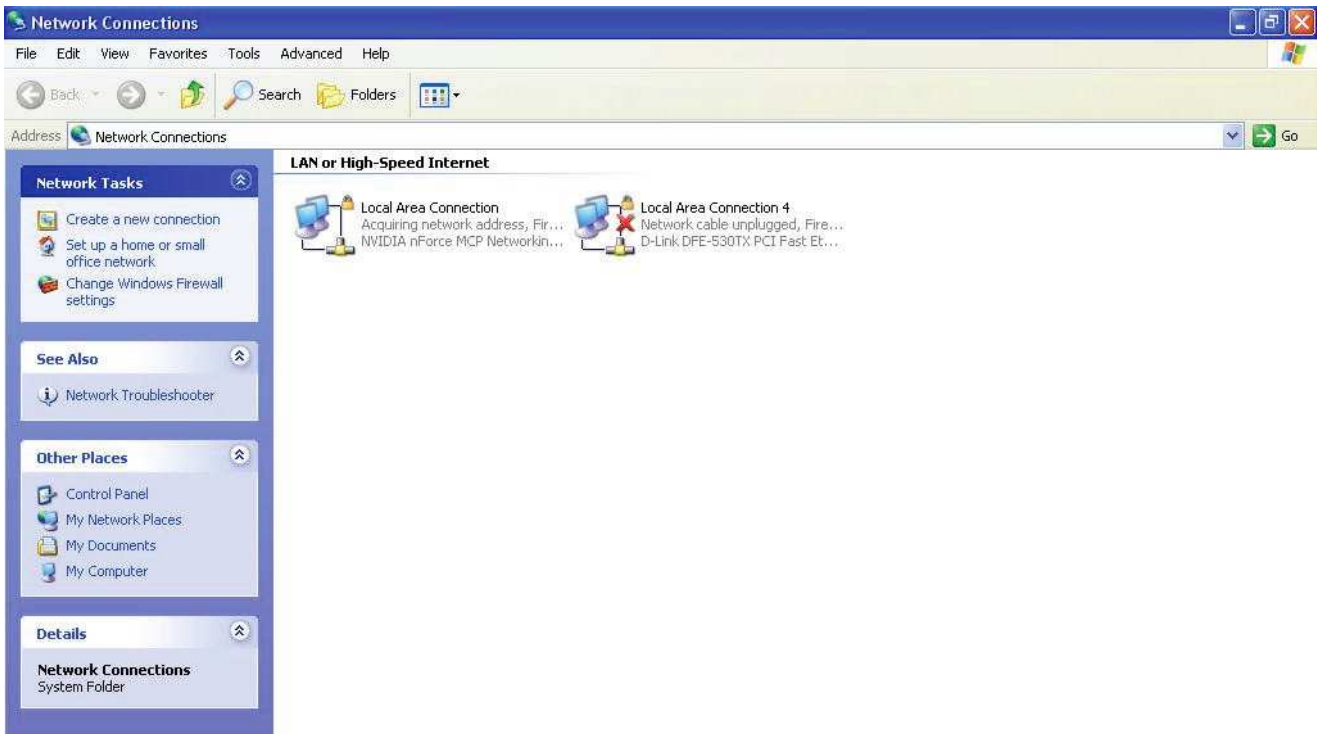 Network Connections
File Edit View Favorites Tools Advanced Help
Back Search Folders
Address Network Connections Go
Network Tasks
Create a new connection
Set up a home or small
office network
Change Windows Firewall
settings
See Also
Network Troubleshooter
Other Places
Control Panel
My Network Places
My Documents
My Computer
Details
Network Connections
System Folder
LAN or High-Speed Internet
Local Area Connection
Acquiring network address, Fir...
NVIDIA nForce MCP Networkin...
Local Area Connection 4
Network cable unplugged, Fire...
D-Link DFE-530TX PCI Fast Et...